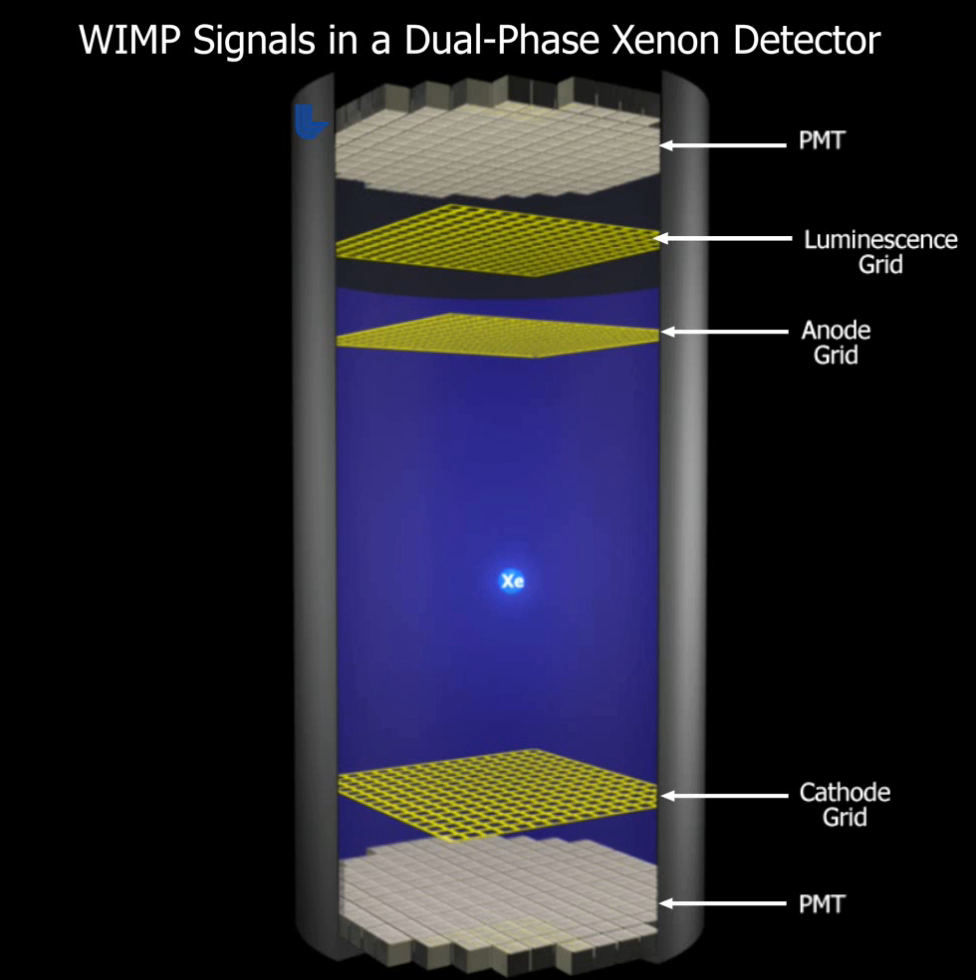 WIMP Signals in a Dual-Phase Xenon Detector
PMT
Luminescence
Grid
Anode
Grid
Xe
Cathode
Grid
PMT